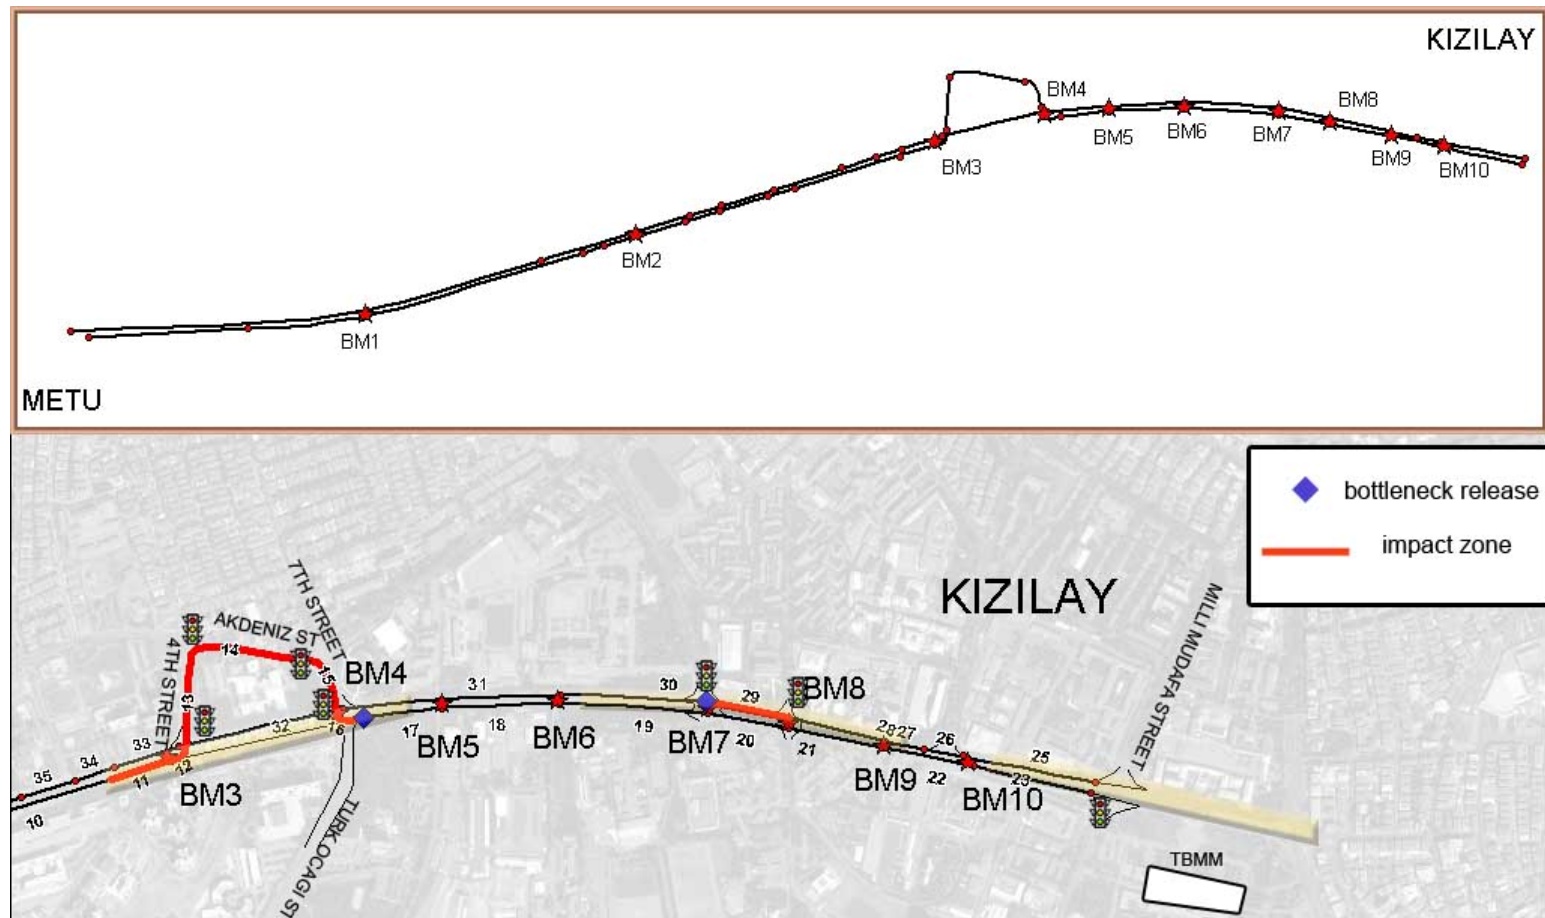 KIZILAY
BM4
BM8
BM5
BM6
BM7
BM9
BM10
BM3
BM2
BM1
METU
bottleneck release
impact zone
KIZILAY
7TH STREET
AKDENIZ ST
4TH STREET
MILLI MUDAFA STREET
14
15
13
BM4
31
30
29
BM8
32
16
17
18
19
20
21
28
27
26
25
33
34
35
BM5
BM6
BM7
BM9
22
BM10
23
12
11
10
BM3
TURK OCAGI ST
TBMM